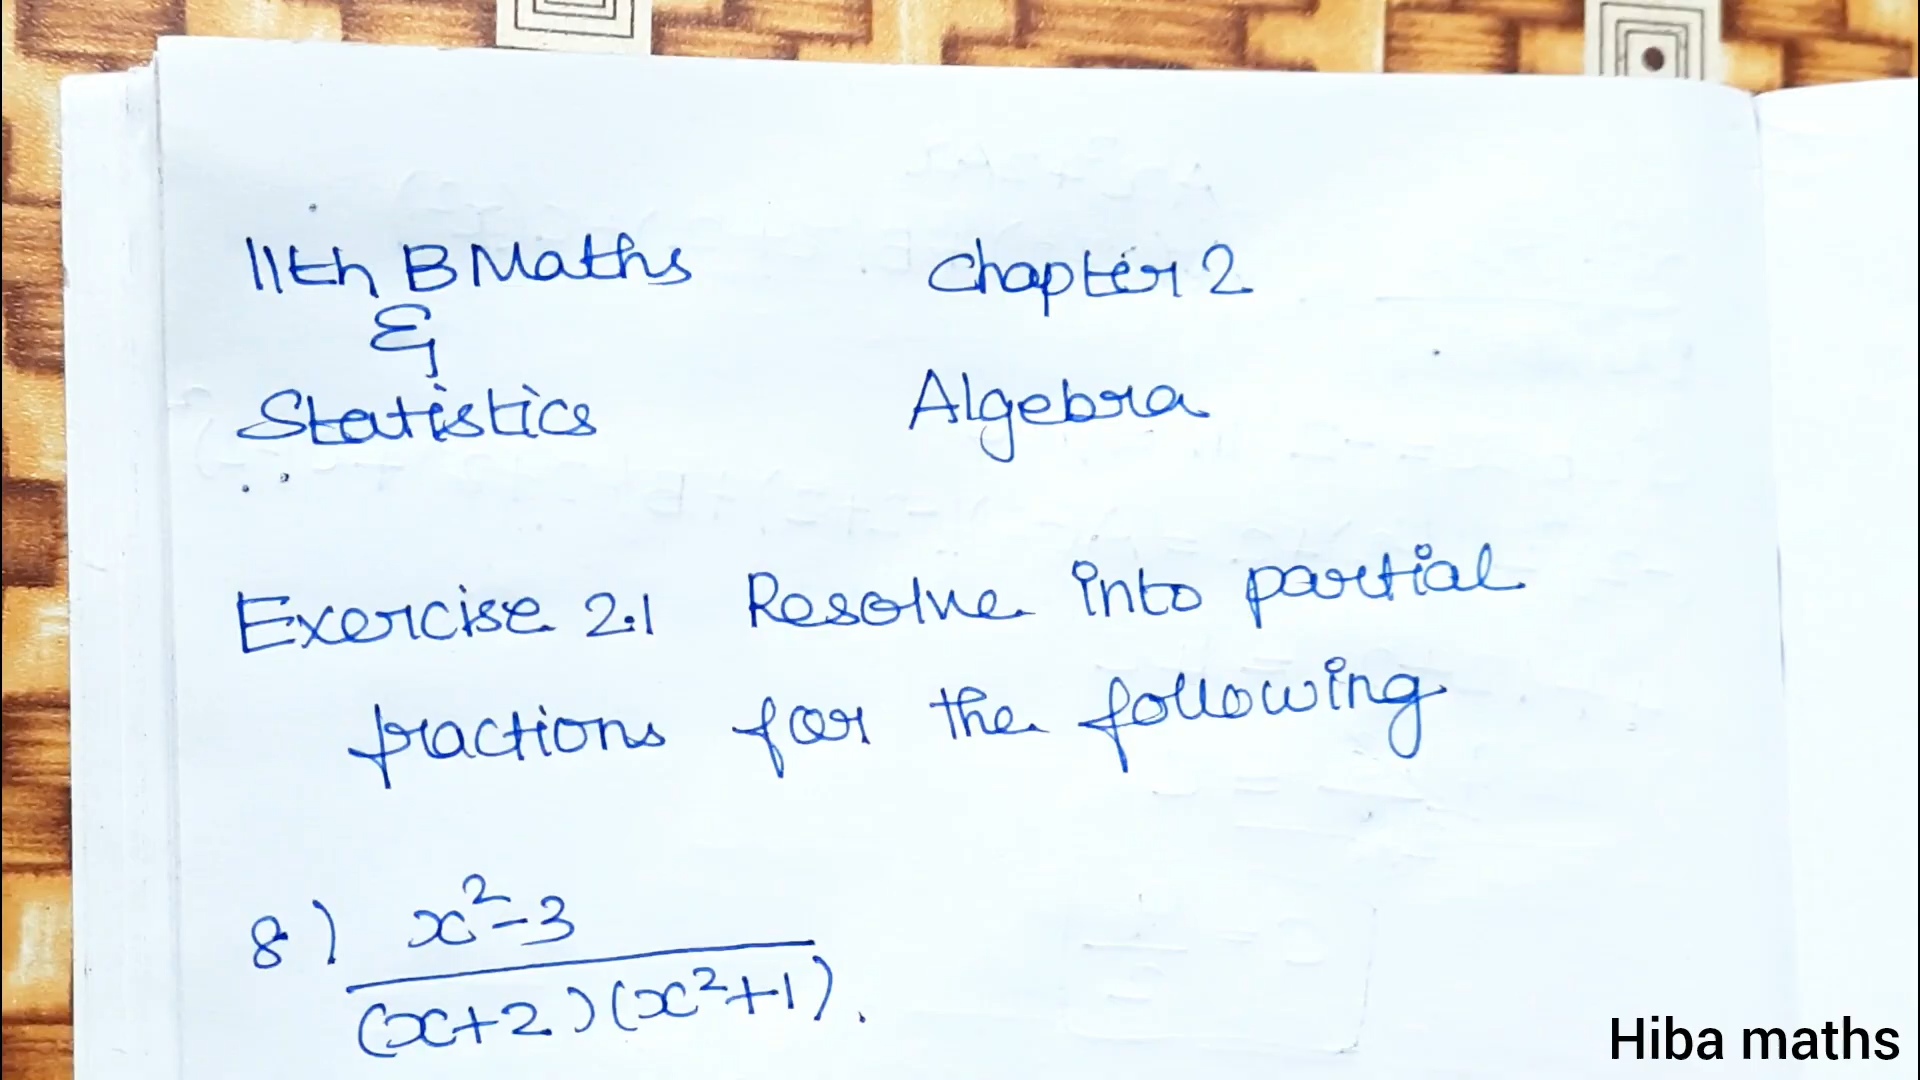 11th B Maths Chapter 2
&
Statistics Algebra
Exercise 2.1 Resolve into partial
fractions for the following
8) x²-3
(x+2)(x²+1).
Hiba maths